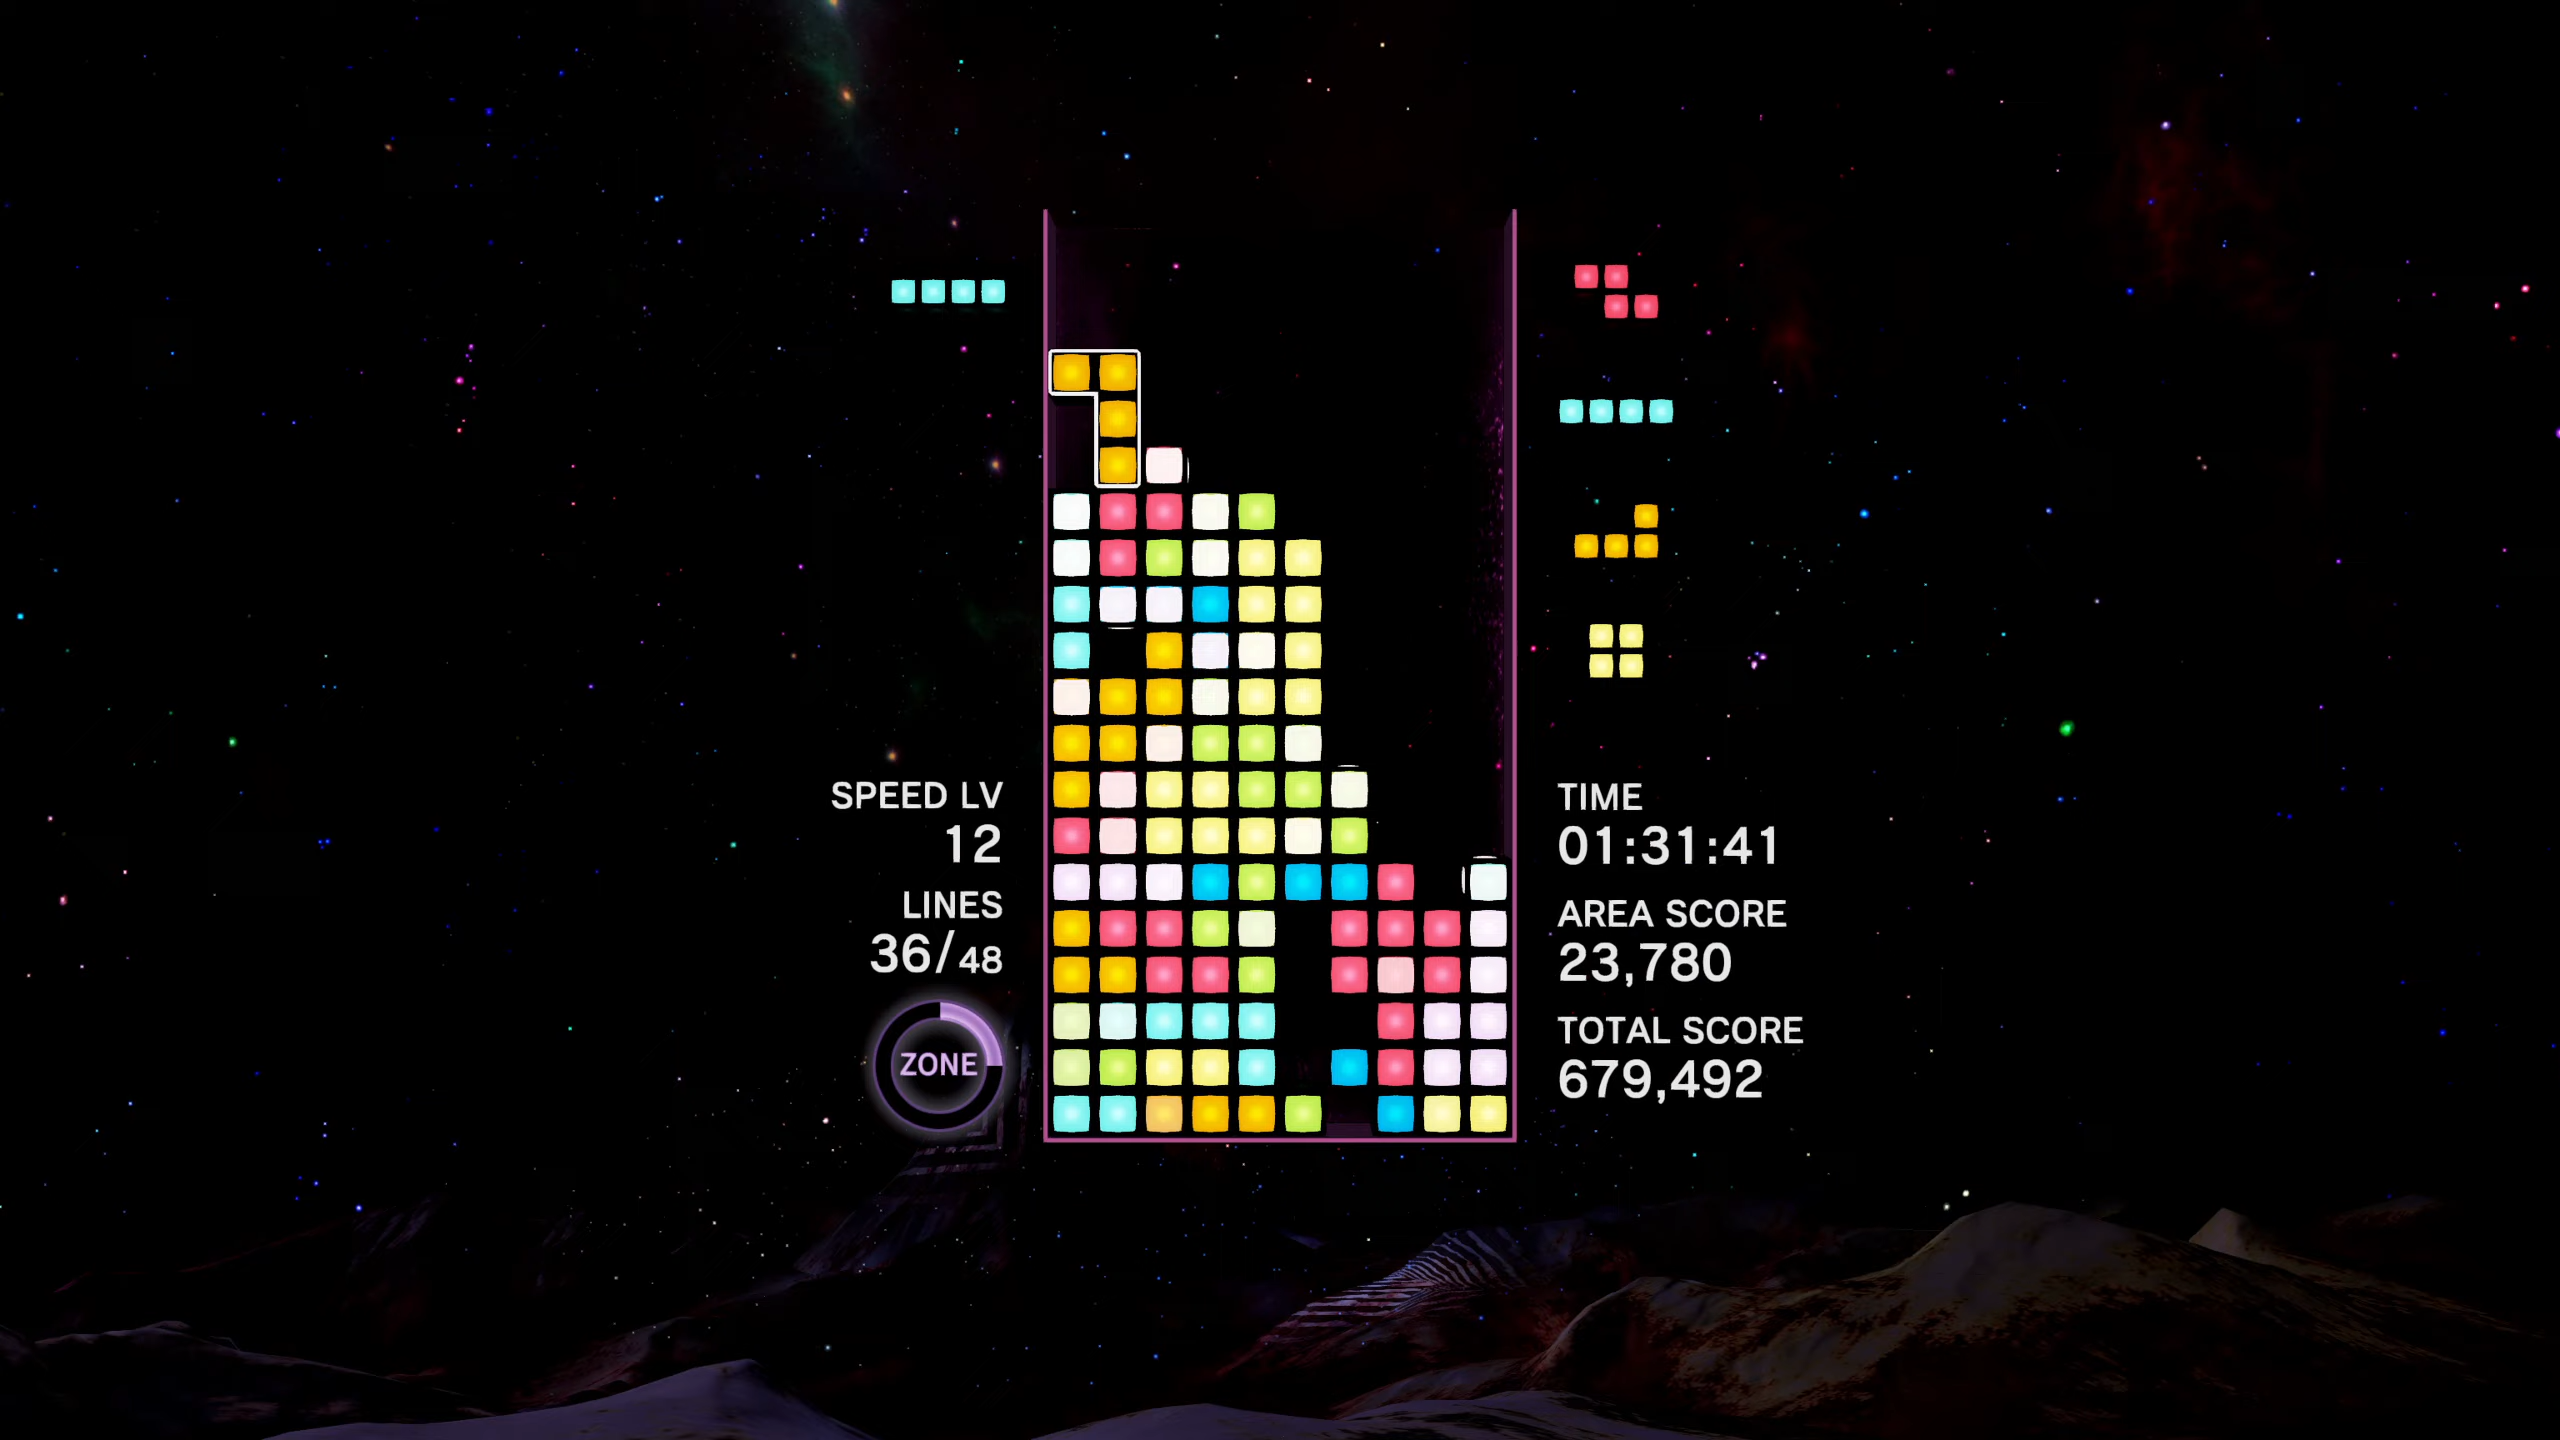 SPEED LV
12
LINES
36/48
ZONE
TIME
01:31:41
AREA SCORE
23,780
TOTAL SCORE
679,492